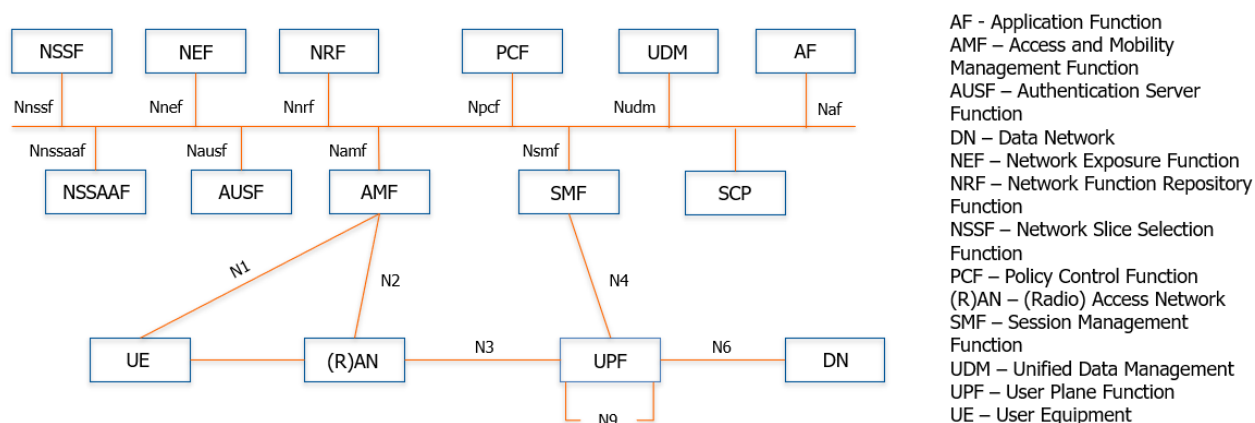 NSSF
NEF
NRF
PCF
UDM
AF
Nnssf
Nnef
Nnrf
Npcf
Nudm
Naf
Nnssaaf
Nausf
Namf
Nsmf
NSSAAF
AUSF
AMF
SMF
SCP
N1
N2
N4
UE
(R)AN
N3
UPF
N6
DN
N9
AF - Application Function
AMF – Access and Mobility
Management Function
AUSF – Authentication Server
Function
DN – Data Network
NEF – Network Exposure Function
NRF – Network Function Repository
Function
NSSF – Network Slice Selection
Function
PCF – Policy Control Function
(R)AN – (Radio) Access Network
SMF – Session Management
Function
UDM – Unified Data Management
UPF – User Plane Function
UE – User Equipment